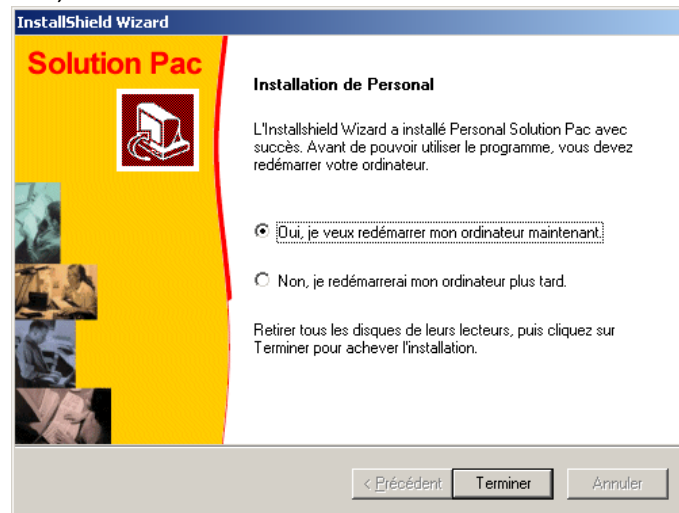 InstallShield Wizard
Solution Pac
Installation de Personal
L'Installshield Wizard a installé Personal Solution Pac avec
succès. Avant de pouvoir utiliser le programme, vous devez
redémarrer votre ordinateur.
Oui, je veux redémarrer mon ordinateur maintenant.
Non, je redémarrerai mon ordinateur plus tard.
Retirer tous les disques de leurs lecteurs, puis cliquez sur
Terminer pour achever l'installation.
< Précédent
Terminer
Annuler